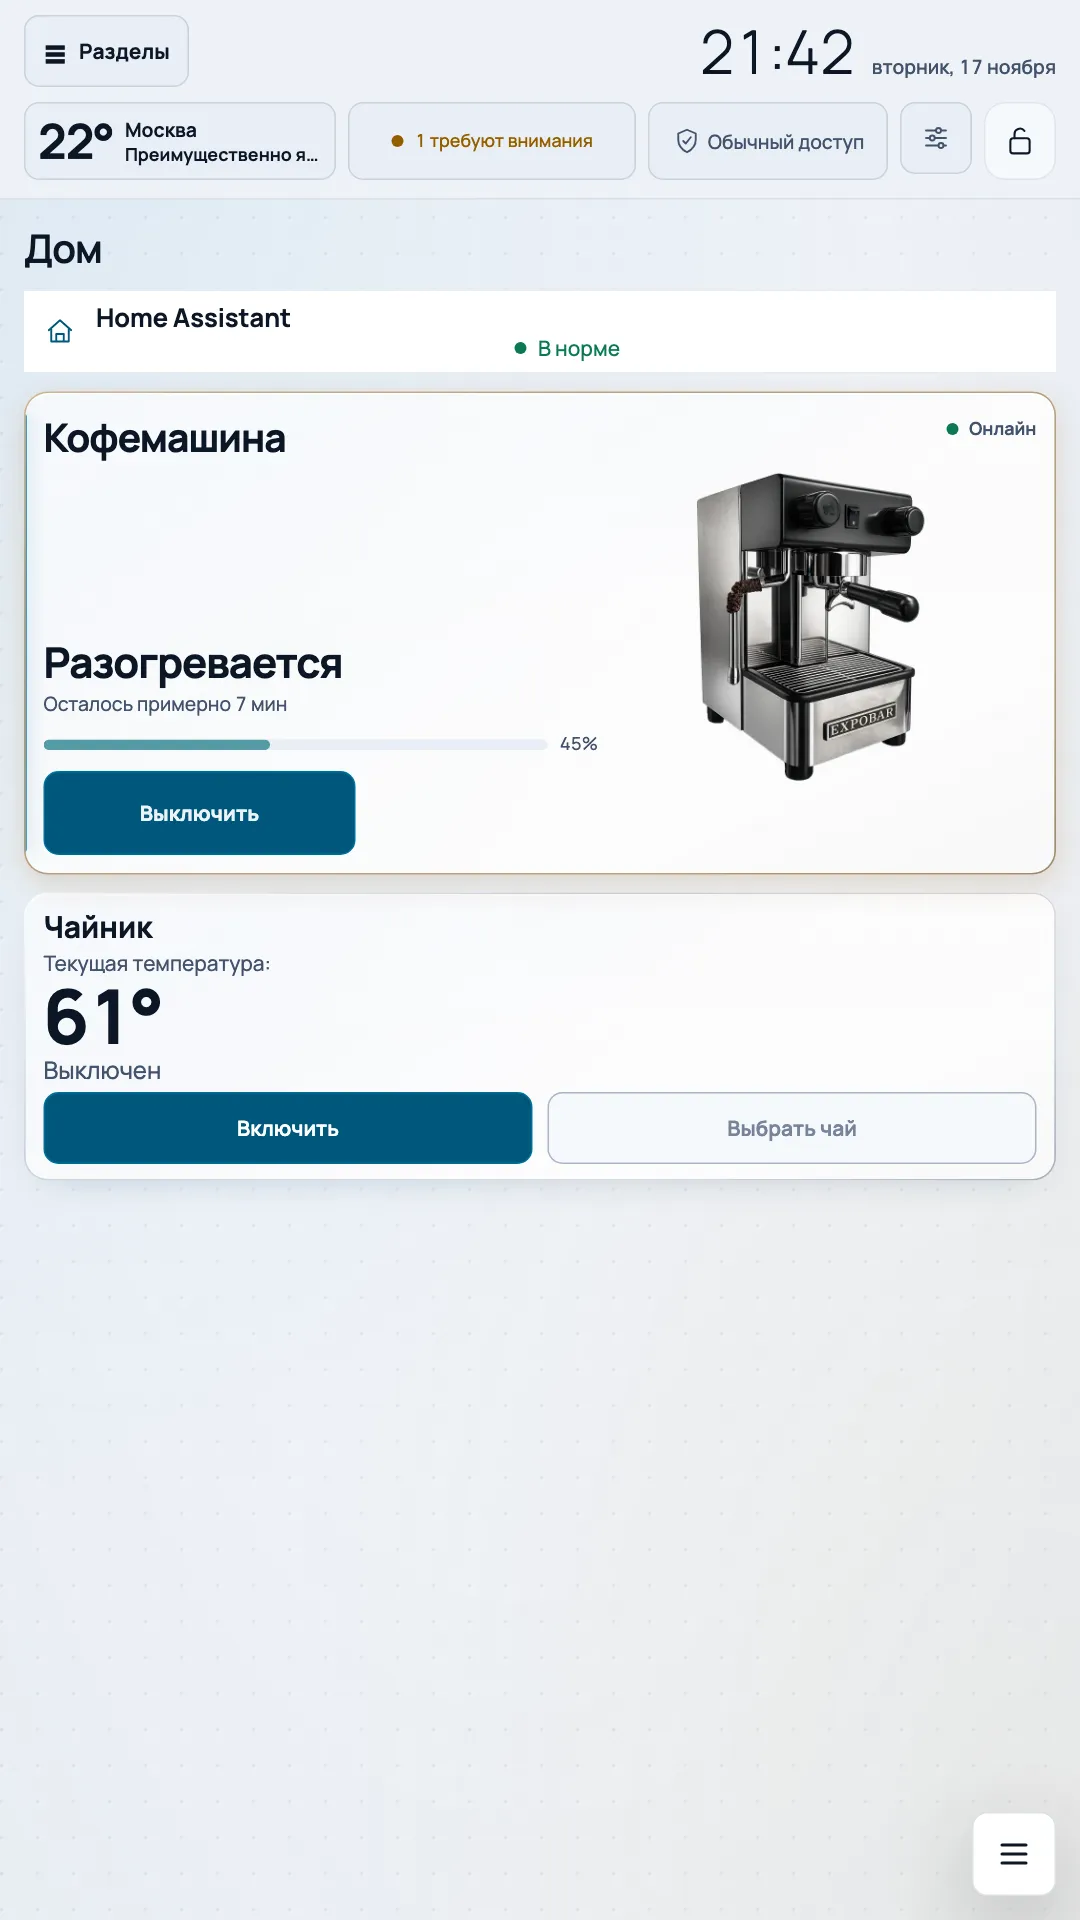 Разделы
21:42 вторник, 17 ноября
22° Москва
Преимущественно я...
1 требуют внимания
Обычный доступ
Дом
Home Assistant
В норме
Кофемашина
Онлайн
EXPOBAR
Разогревается
Осталось примерно 7 мин
45%
Выключить
Чайник
Текущая температура:
61°
Выключен
Включить
Выбрать чай